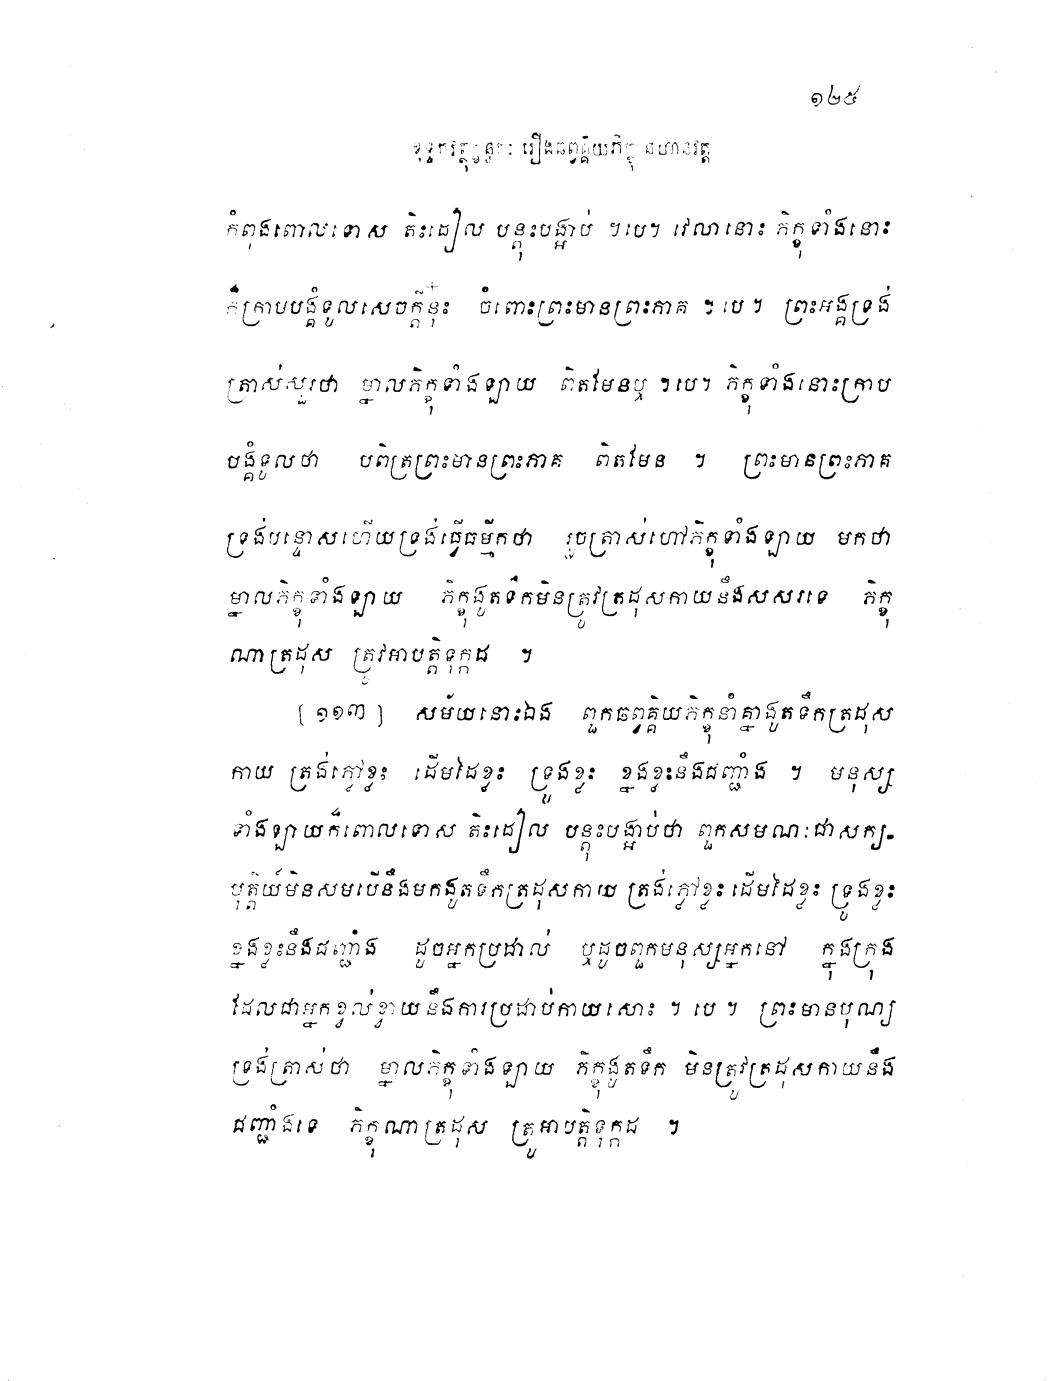 ១២៥
ខុទ្ទកវត្ថុខន្ធកៈ រឿងឆព្វគ្គិយភិក្ខុ នហានវត្ត
កំពុងពោលទោស តិះដៀល បន្តុះបង្អាប់ ។បេ។ វេលានោះ ភិក្ខុទាំងនោះ
ក៏ក្រាបបង្គំទូលសេចក្តីនុ៎ះ ចំពោះព្រះមានព្រះភាគ ។ បេ ។ ព្រះអង្គទ្រង់
ត្រាស់សួរថា ម្នាលភិក្ខុទាំងឡាយ ពិតមែនឬ ។បេ។ ភិក្ខុទាំងនោះក្រាប
បង្គំទូលថា បពិត្រព្រះមានព្រះភាគ ពិតមែន ។ ព្រះមានព្រះភាគ
ទ្រង់បន្ទោសហើយទ្រង់ធ្វើធម្មីកថា រួចត្រាស់ហៅភិក្ខុទាំងឡាយ មកថា
ម្នាលភិក្ខុទាំងឡាយ ភិក្ខុងូតទឹកមិនត្រូវត្រដុសកាយនឹងសសរទេ ភិក្ខុ
ណាត្រដុស ត្រូវអាបត្តិទុក្កដ ។
[ ១១៣ ] សម័យនោះឯង ពួកឆព្វគ្គិយភិក្ខុនាំគ្នាងូតទឹកត្រដុស
កាយ ត្រង់ភ្លៅខ្លះ ដើមដៃខ្លះ ទ្រូងខ្លះ ខ្នងខ្លះនឹងជញ្ជាំង ។ មនុស្ស
ទាំងឡាយក៏ពោលទោស តិះដៀល បន្តុះបង្អាប់ថា ពួកសមណៈជាសក្យ-
បុត្តិយ៍មិនសមបើនឹងមកងូតទឹកត្រដុសកាយ ត្រង់ភ្លៅខ្លះ ដើមដៃខ្លះ ទ្រូងខ្លះ
ខ្នងខ្លះនឹងជញ្ជាំង ដូចអ្នកប្រដាល់ ឬដូចពួកមនុស្សអ្នកនៅ ក្នុងក្រុង
ដែលជាអ្នកខ្វល់ខ្វាយនឹងការប្រដាប់កាយសោះ ។ បេ ។ ព្រះមានបុណ្យ
ទ្រង់ត្រាស់ថា ម្នាលភិក្ខុទាំងឡាយ ភិក្ខុងូតទឹក មិនត្រូវត្រដុសកាយនឹង
ជញ្ជាំងទេ ភិក្ខុណាត្រដុស ត្រូអាបត្តិទុក្កដ ។